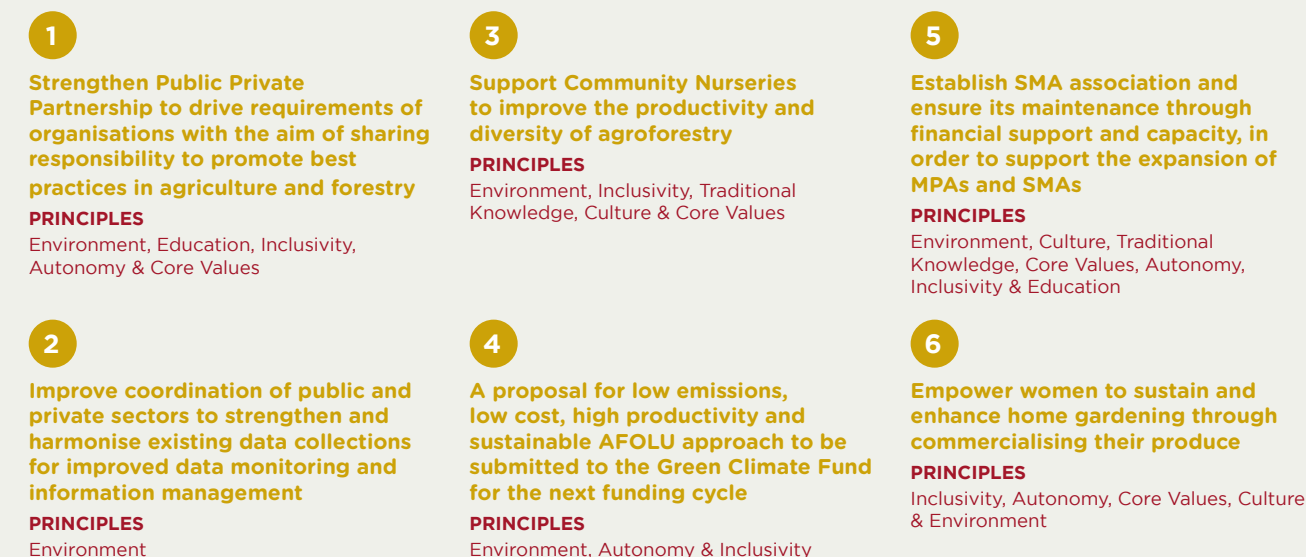 1
Strengthen Public Private
Partnership to drive requirements of
organisations with the aim of sharing
responsibility to promote best
practices in agriculture and forestry
PRINCIPLES
Environment, Education, Inclusivity,
Autonomy & Core Values
2
Improve coordination of public and
private sectors to strengthen and
harmonise existing data collections
for improved data monitoring and
information management
PRINCIPLES
Environment
3
Support Community Nurseries
to improve the productivity and
diversity of agroforestry
PRINCIPLES
Environment, Inclusivity, Traditional
Knowledge, Culture & Core Values
4
A proposal for low emissions,
low cost, high productivity and
sustainable AFOLU approach to be
submitted to the Green Climate Fund
for the next funding cycle
PRINCIPLES
Environment, Autonomy & Inclusivity
5
Establish SMA association and
ensure its maintenance through
financial support and capacity, in
order to support the expansion of
MPAs and SMAs
PRINCIPLES
Environment, Culture, Traditional
Knowledge, Core Values, Autonomy,
Inclusivity & Education
6
Empower women to sustain and
enhance home gardening through
commercialising their produce
PRINCIPLES
Inclusivity, Autonomy, Core Values, Culture
& Environment